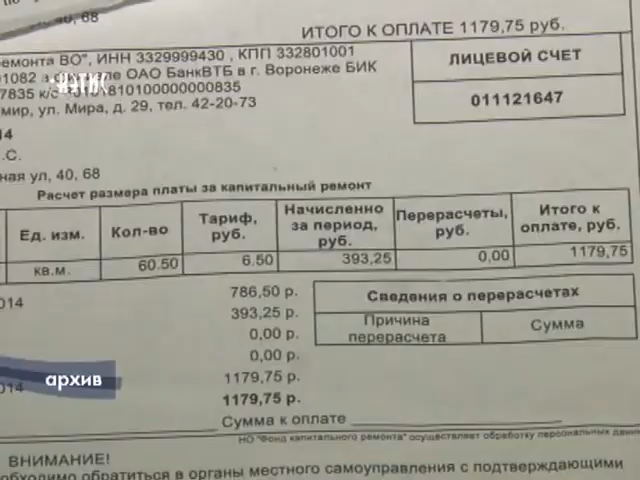 40, 68
ИТОГО К ОПЛАТЕ 1179,75 руб.
ремонта ВО", ИНН 3329999430 , КПП 332801001
ОАО БанкВТБ в г. Воронеже БИК
7835 к/с
810100000000835
мир, ул. Мира, д. 29, тел. 42-20-73
ЛИЦЕВОЙ СЧЕТ
011121647
14
.С.
ная ул, 40, 68
Расчет размера платы за капитальный ремонт
Ед. изм. Кол-во Тариф, руб. Начисленно за период, руб. Перерасчеты, руб. Итого к оплате, руб.
кв.м. 60.50 6.50 393,25 0,00 1179,75
014 786,50 р.
393,25 р.
0,00 р.
0,00 р.
1179,75 р.
014 1179,75 р.
Сведения о перерасчетах
Причина перерасчета Сумма
архив
Сумма к оплате
НО "Фонд капитального ремонта" осуществляет обработку персональных
ВНИМАНИЕ!
обратиться в органы местного самоуправления с подтверждающими